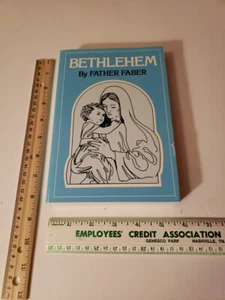 BETHLEHEM
By FATHER FABER
EMPLOYEES' CREDIT ASSOCIATION
GENESCO PARK NASHVILLE, TN